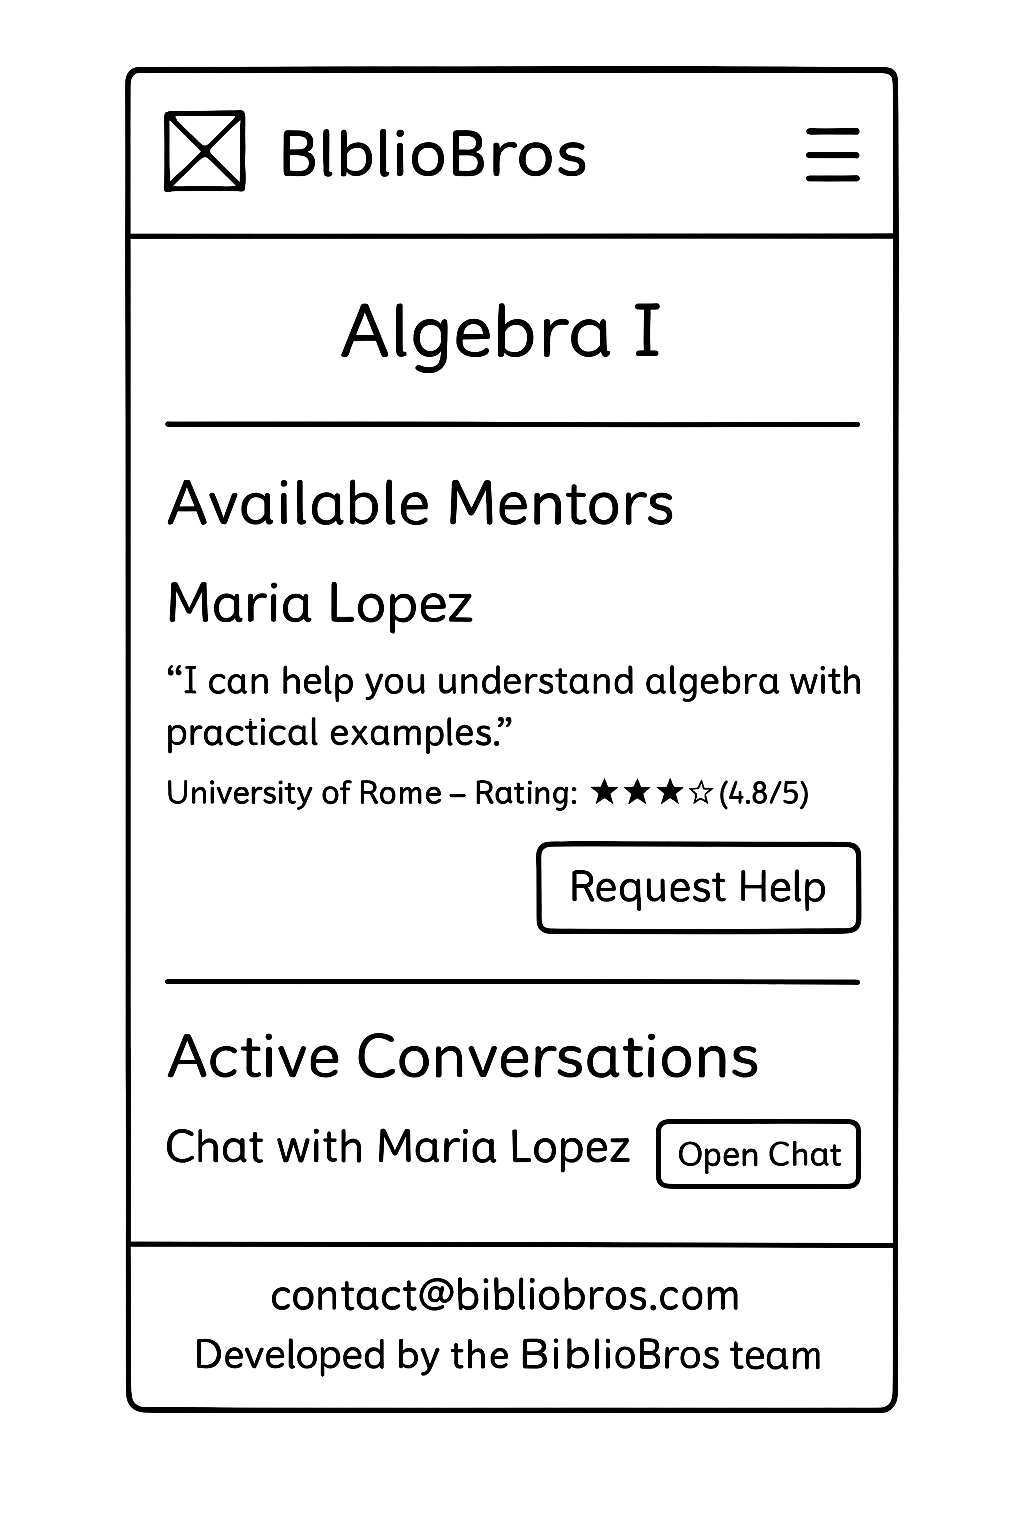 BlblioBros
Algebra I
Available Mentors
Maria Lopez
“I can help you understand algebra with
practical examples.”
University of Rome – Rating: ★★★☆(4.8/5)
Request Help
Active Conversations
Chat with Maria Lopez
Open Chat
contact@bibliobros.com
Developed by the BiblioBros team